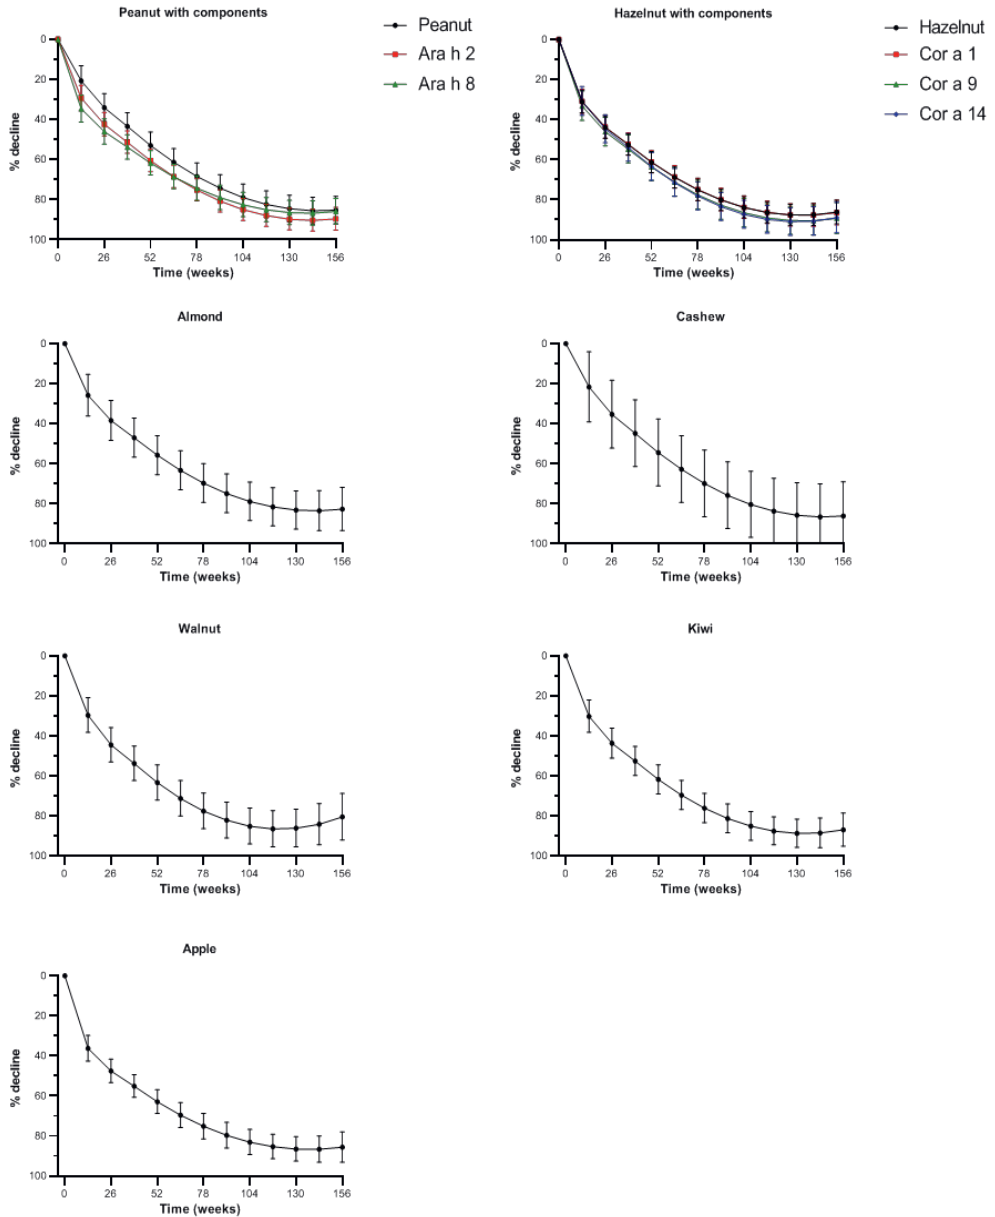 Peanut with components
Peanut
Ara h 2
Ara h 8
0
20
40
60
80
100
% decline
0 26 52 78 104 130 156
Time (weeks)
Hazelnut with components
Hazelnut
Cor a 1
Cor a 9
Cor a 14
0
20
40
60
80
100
% decline
0 26 52 78 104 130 156
Time (weeks)
Almond
0
20
40
60
80
100
% decline
0 26 52 78 104 130 156
Time (weeks)
Cashew
0
20
40
60
80
100
% decline
0 26 52 78 104 130 156
Time (weeks)
Walnut
0
20
40
60
80
100
% decline
0 26 52 78 104 130 156
Time (weeks)
Kiwi
0
20
40
60
80
100
% decline
0 26 52 78 104 130 156
Time (weeks)
Apple
0
20
40
60
80
100
% decline
0 26 52 78 104 130 156
Time (weeks)